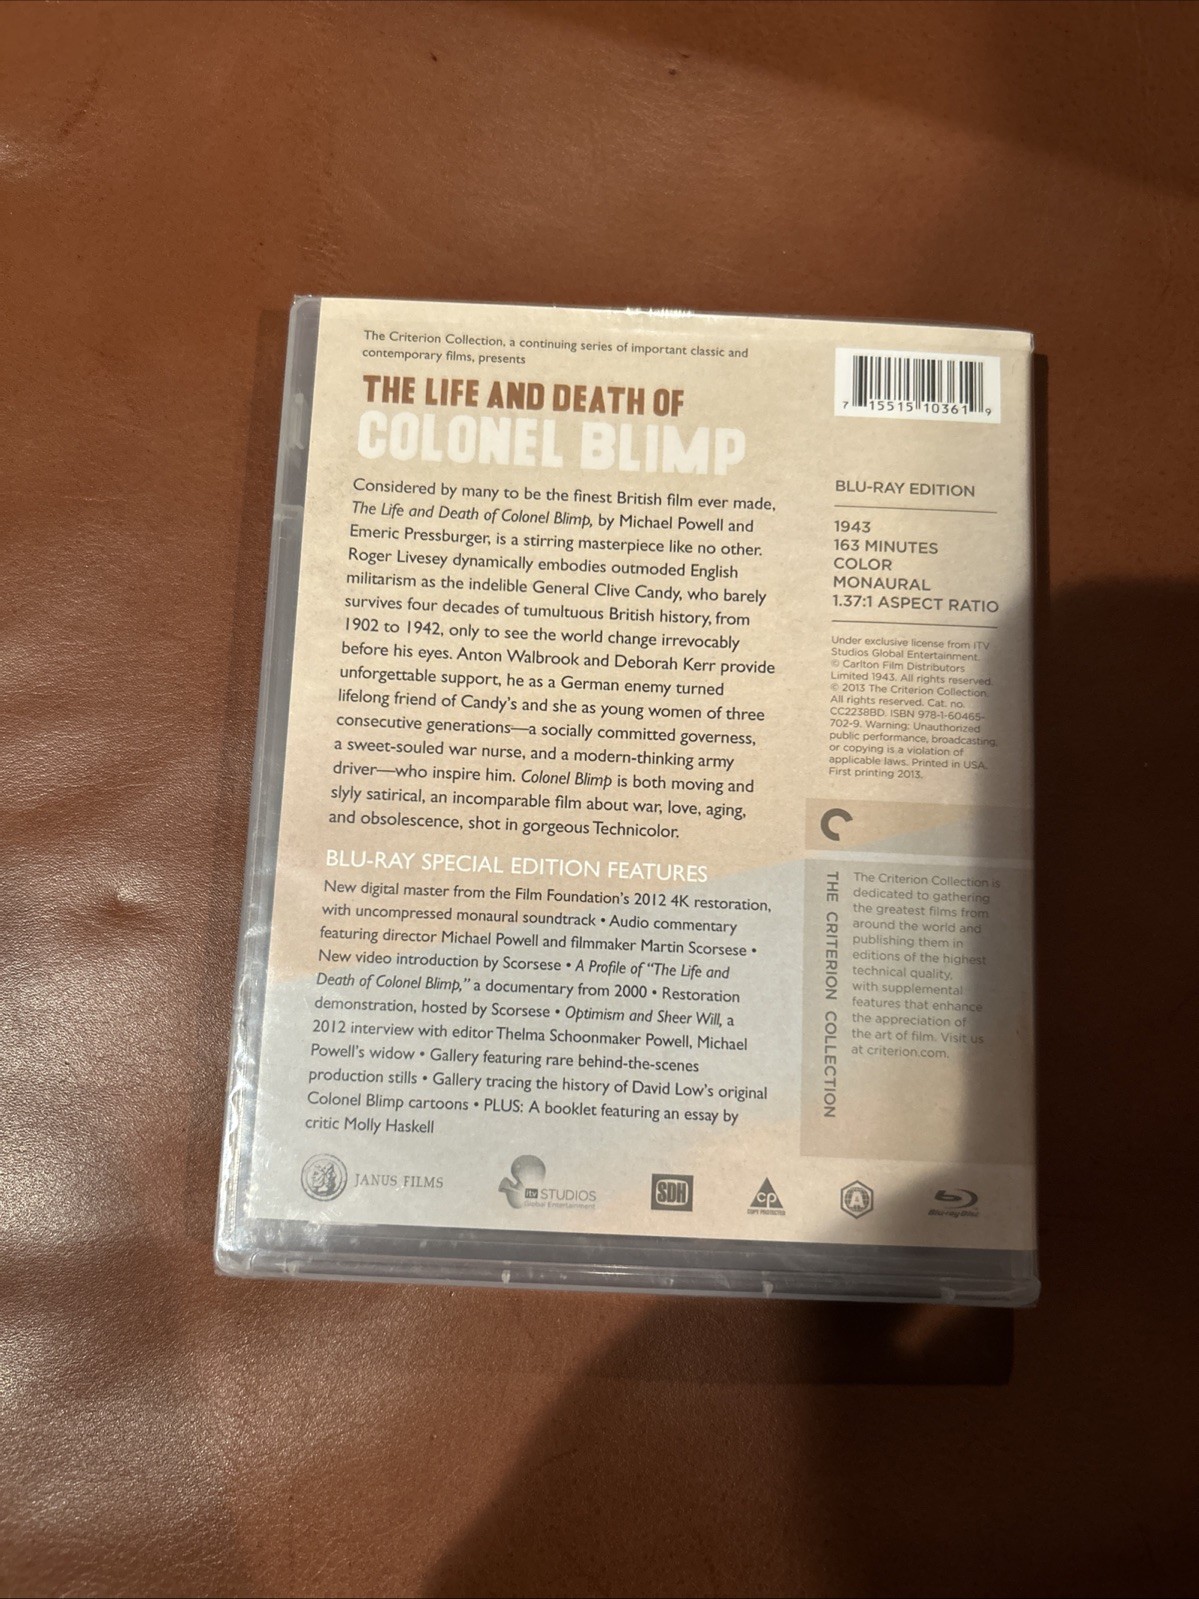 The Criterion Collection, a continuing series of important classic and
contemporary films, presents
THE LIFE AND DEATH OF
COLONEL BLIMP
Considered by many to be the finest British film ever made,
The Life and Death of Colonel Blimp, by Michael Powell and
Emeric Pressburger, is a stirring masterpiece like no other.
Roger Livesey dynamically embodies outmoded English
militarism as the indelible General Clive Candy, who barely
survives four decades of tumultuous British history, from
1902 to 1942, only to see the world change irrevocably
before his eyes. Anton Walbrook and Deborah Kerr provide
unforgettable support, he as a German enemy turned
lifelong friend of Candy's and she as young women of three
consecutive generations—a socially committed governess,
a sweet-souled war nurse, and a modern-thinking army
driver—who inspire him. Colonel Blimp is both moving and
slyly satirical, an incomparable film about war, love, aging,
and obsolescence, shot in gorgeous Technicolor.
BLU-RAY SPECIAL EDITION FEATURES
New digital master from the Film Foundation's 2012 4K restoration,
with uncompressed monaural soundtrack • Audio commentary
featuring director Michael Powell and filmmaker Martin Scorsese •
New video introduction by Scorsese • A Profile of "The Life and
Death of Colonel Blimp," a documentary from 2000 • Restoration
demonstration, hosted by Scorsese • Optimism and Sheer Will, a
2012 interview with editor Thelma Schoonmaker Powell, Michael
Powell's widow • Gallery featuring rare behind-the-scenes
production stills • Gallery tracing the history of David Low's original
Colonel Blimp cartoons • PLUS: A booklet featuring an essay by
critic Molly Haskell
7 15515 10361 9
BLU-RAY EDITION
1943
163 MINUTES
COLOR
MONAURAL
1.37:1 ASPECT RATIO
Under exclusive license from ITV
Studios Global Entertainment.
© Carlton Film Distributors
Limited 1943. All rights reserved.
© 2013 The Criterion Collection.
All rights reserved. Cat. no.
CC2238BD. ISBN 978-1-60465-
702-9. Warning: Unauthorized
public performance, broadcasting,
or copying is a violation of
applicable laws. Printed in USA.
First printing 2013.
THE CRITERION COLLECTION
The Criterion Collection is
dedicated to gathering
the greatest films from
around the world and
publishing them in
editions of the highest
technical quality,
with supplemental
features that enhance
the appreciation of
the art of film. Visit us
at criterion.com.
JANUS FILMS
itv STUDIOS
Global Entertainment
SDH
CP
COPY PROTECTED
A
Blu-ray Disc